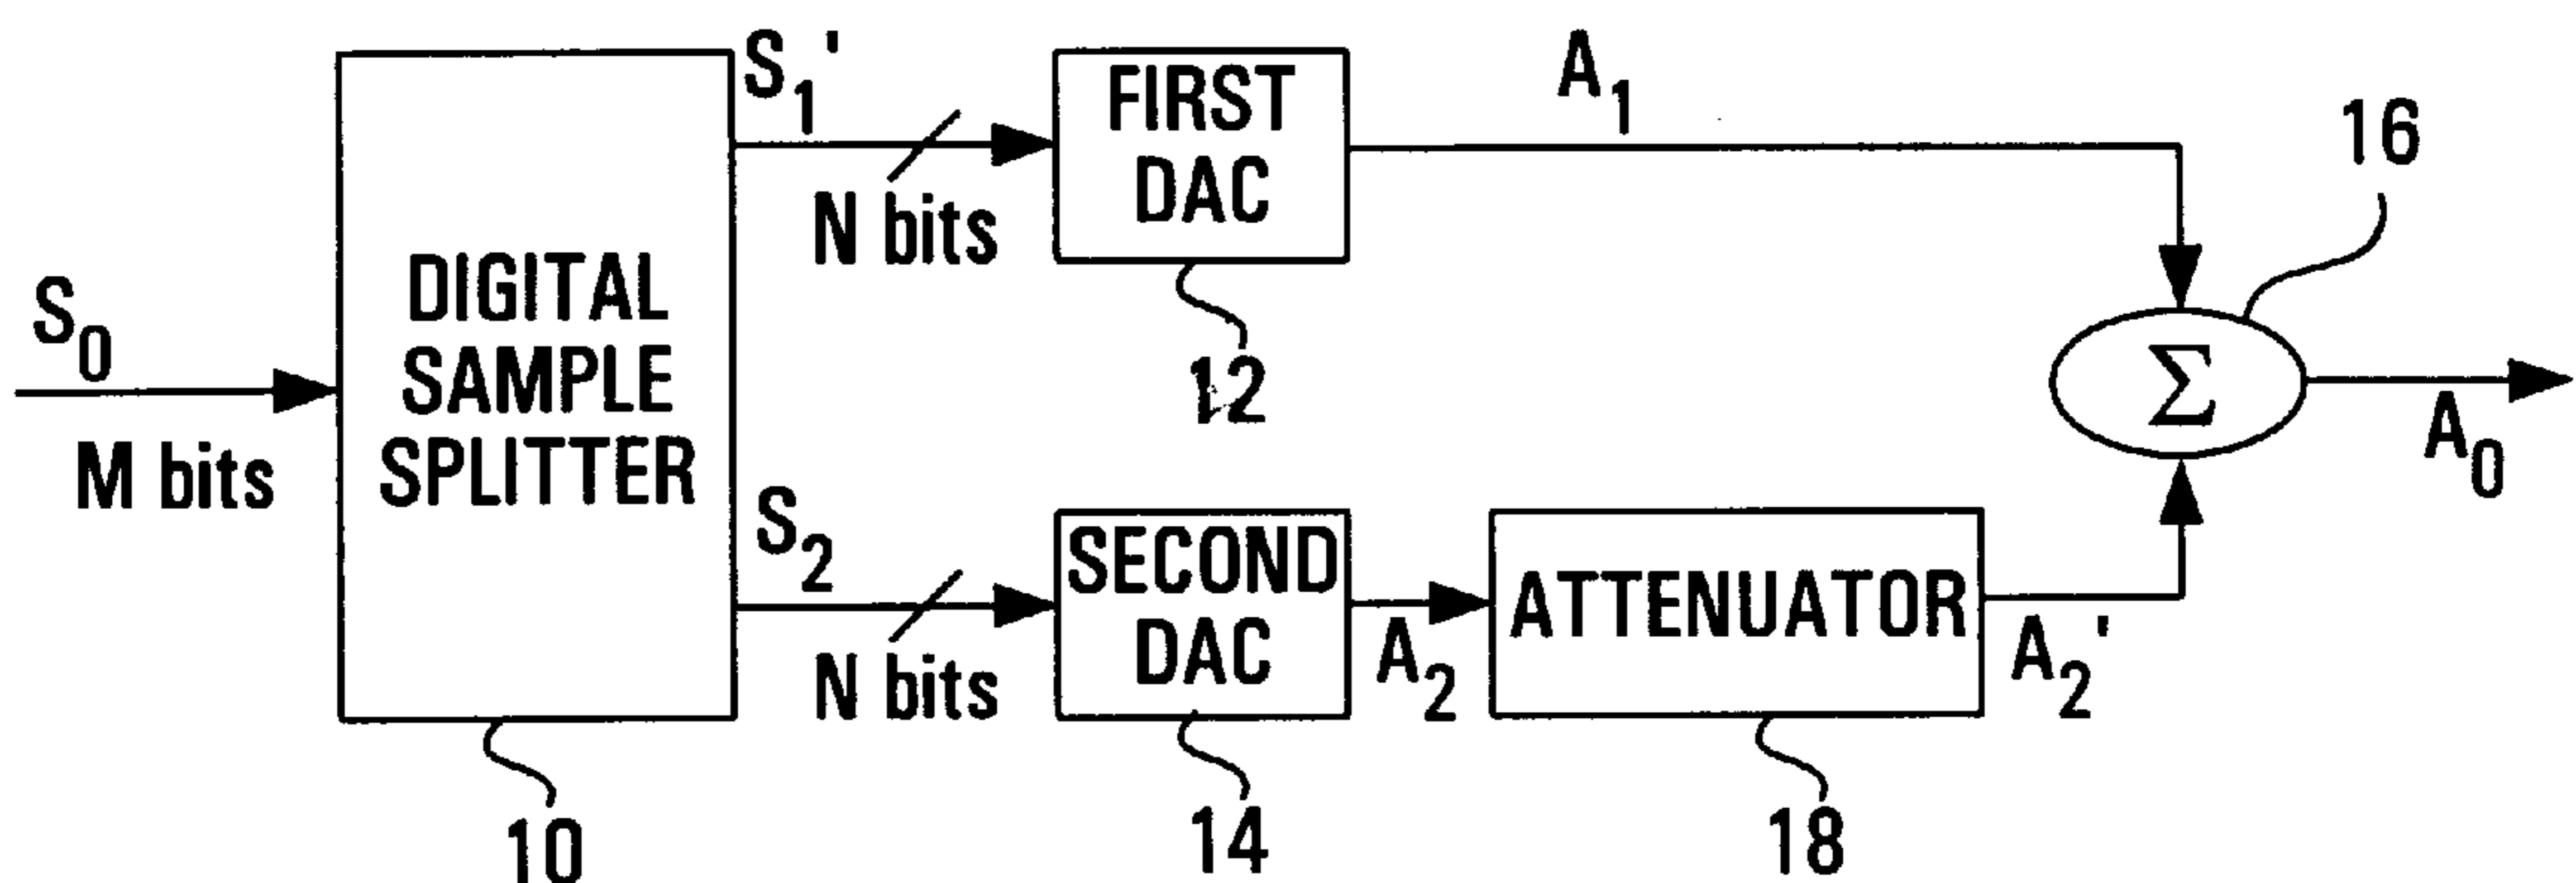 S₀
M bits
DIGITAL
SAMPLE
SPLITTER
10
S₁'
N bits
FIRST
DAC
12
A₁
S₂
N bits
SECOND
DAC
14
A₂
ATTENUATOR
18
A₂'
16
Σ
A₀